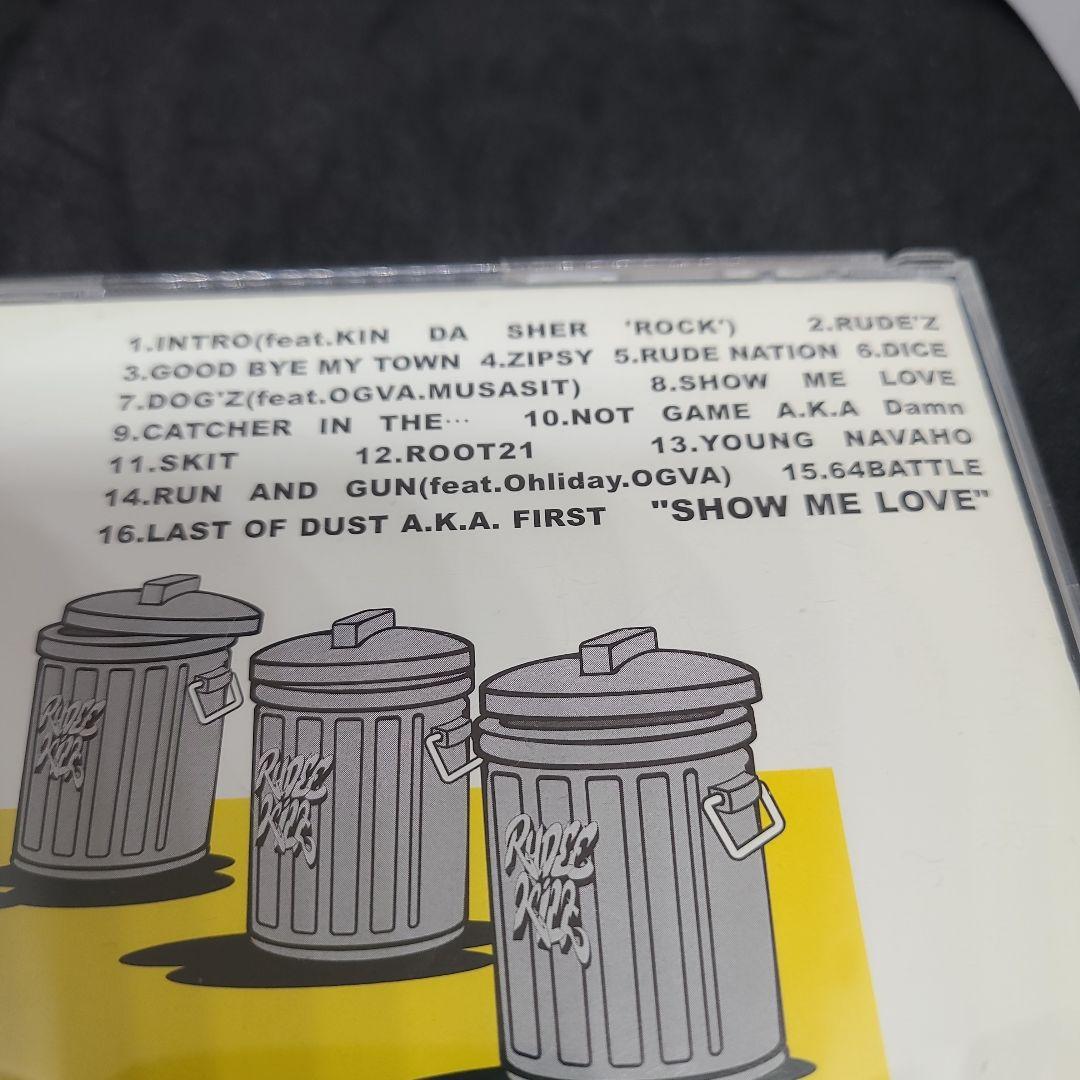 1.INTRO(feat.KIN DA SHER 'ROCK') 2.RUDE'Z
3.GOOD BYE MY TOWN 4.ZIPSY 5.RUDE NATION 6.DICE
7.DOG'Z(feat.OGVA.MUSASIT) 8.SHOW ME LOVE
9.CATCHER IN THE… 10.NOT GAME A.K.A Damn
11.SKIT 12.ROOT21 13.YOUNG NAVAHO
14.RUN AND GUN(feat.Ohliday.OGVA) 15.64BATTLE
16.LAST OF DUST A.K.A. FIRST "SHOW ME LOVE"
RUDEE
RUDEE
RUDEE